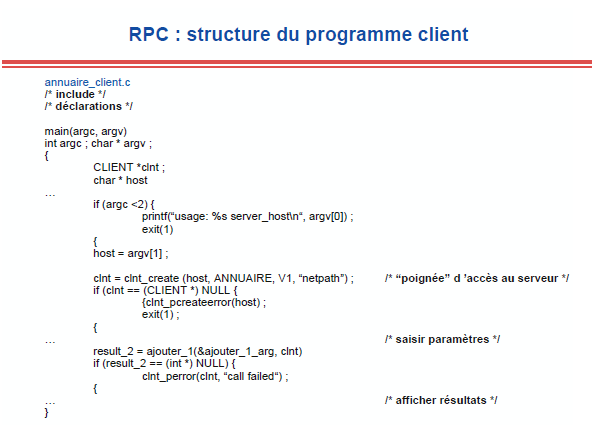 RPC : structure du programme client
annuaire_client.c
/* include */
/* déclarations */
main(argc, argv)
int argc ; char * argv ;
{
CLIENT *clnt ;
char * host
...
if (argc <2) {
printf(“usage: %s server_host\n“, argv[0]) ;
exit(1)
{
host = argv[1] ;
clnt = clnt_create (host, ANNUAIRE, V1, “netpath”) ; /* “poignée” d ’accès au serveur */
if (clnt == (CLIENT *) NULL {
{clnt_pcreateerror(host) ;
exit(1) ;
{
... /* saisir paramètres */
result_2 = ajouter_1(&ajouter_1_arg, clnt)
if (result_2 == (int *) NULL) {
clnt_perror(clnt, “call failed“) ;
{
... /* afficher résultats */
}